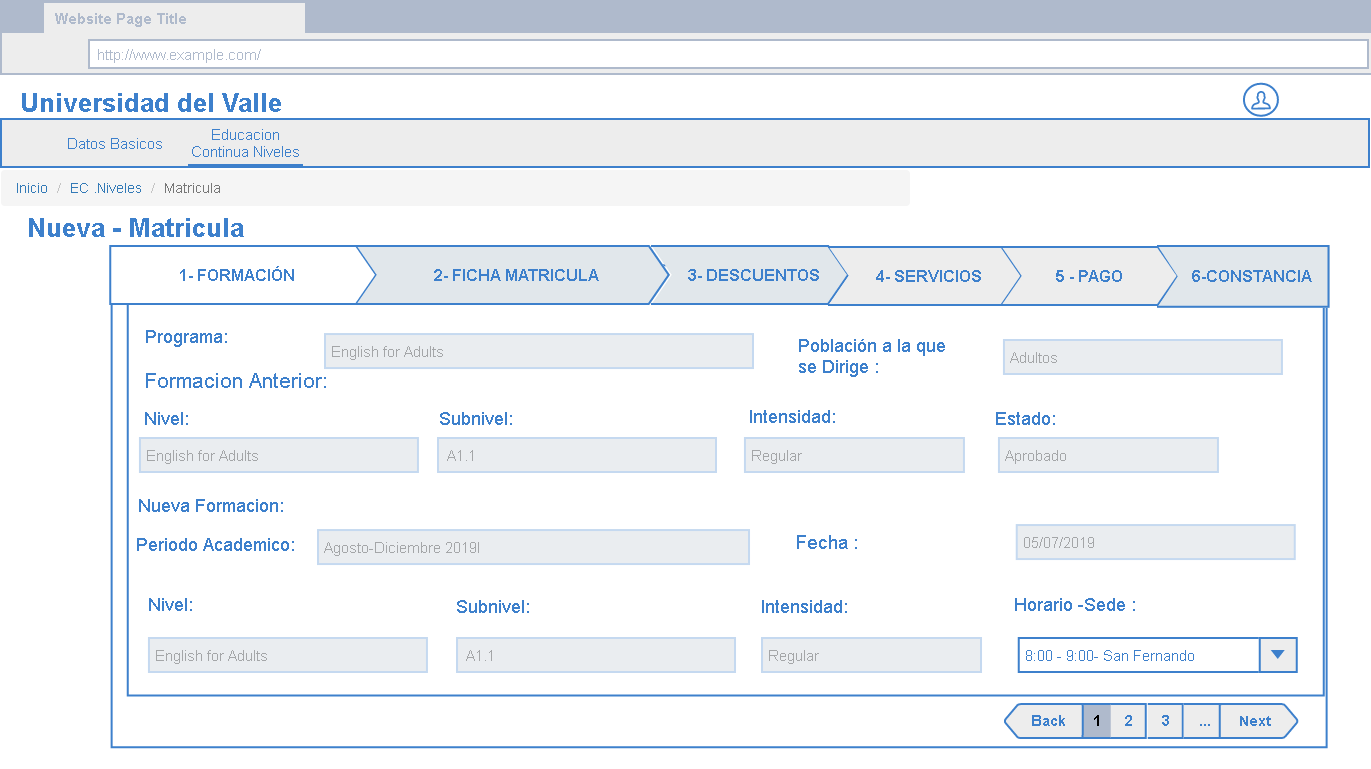 Website Page Title
http://www.example.com/
Universidad del Valle
Datos Basicos
Educacion
Continua Niveles
Inicio / EC .Niveles / Matricula
Nueva - Matricula
1- FORMACIÓN
2- FICHA MATRICULA
3- DESCUENTOS
4- SERVICIOS
5 - PAGO
6-CONSTANCIA
Programa:
English for Adults
Población a la que
se Dirige :
Adultos
Formacion Anterior:
Nivel:
Subnivel:
Intensidad:
Estado:
English for Adults
A1.1
Regular
Aprobado
Nueva Formacion:
Periodo Academico:
Agosto-Diciembre 2019I
Fecha :
05/07/2019
Nivel:
Subnivel:
Intensidad:
Horario -Sede :
English for Adults
A1.1
Regular
8:00 - 9:00- San Fernando
Back 1 2 3 ... Next